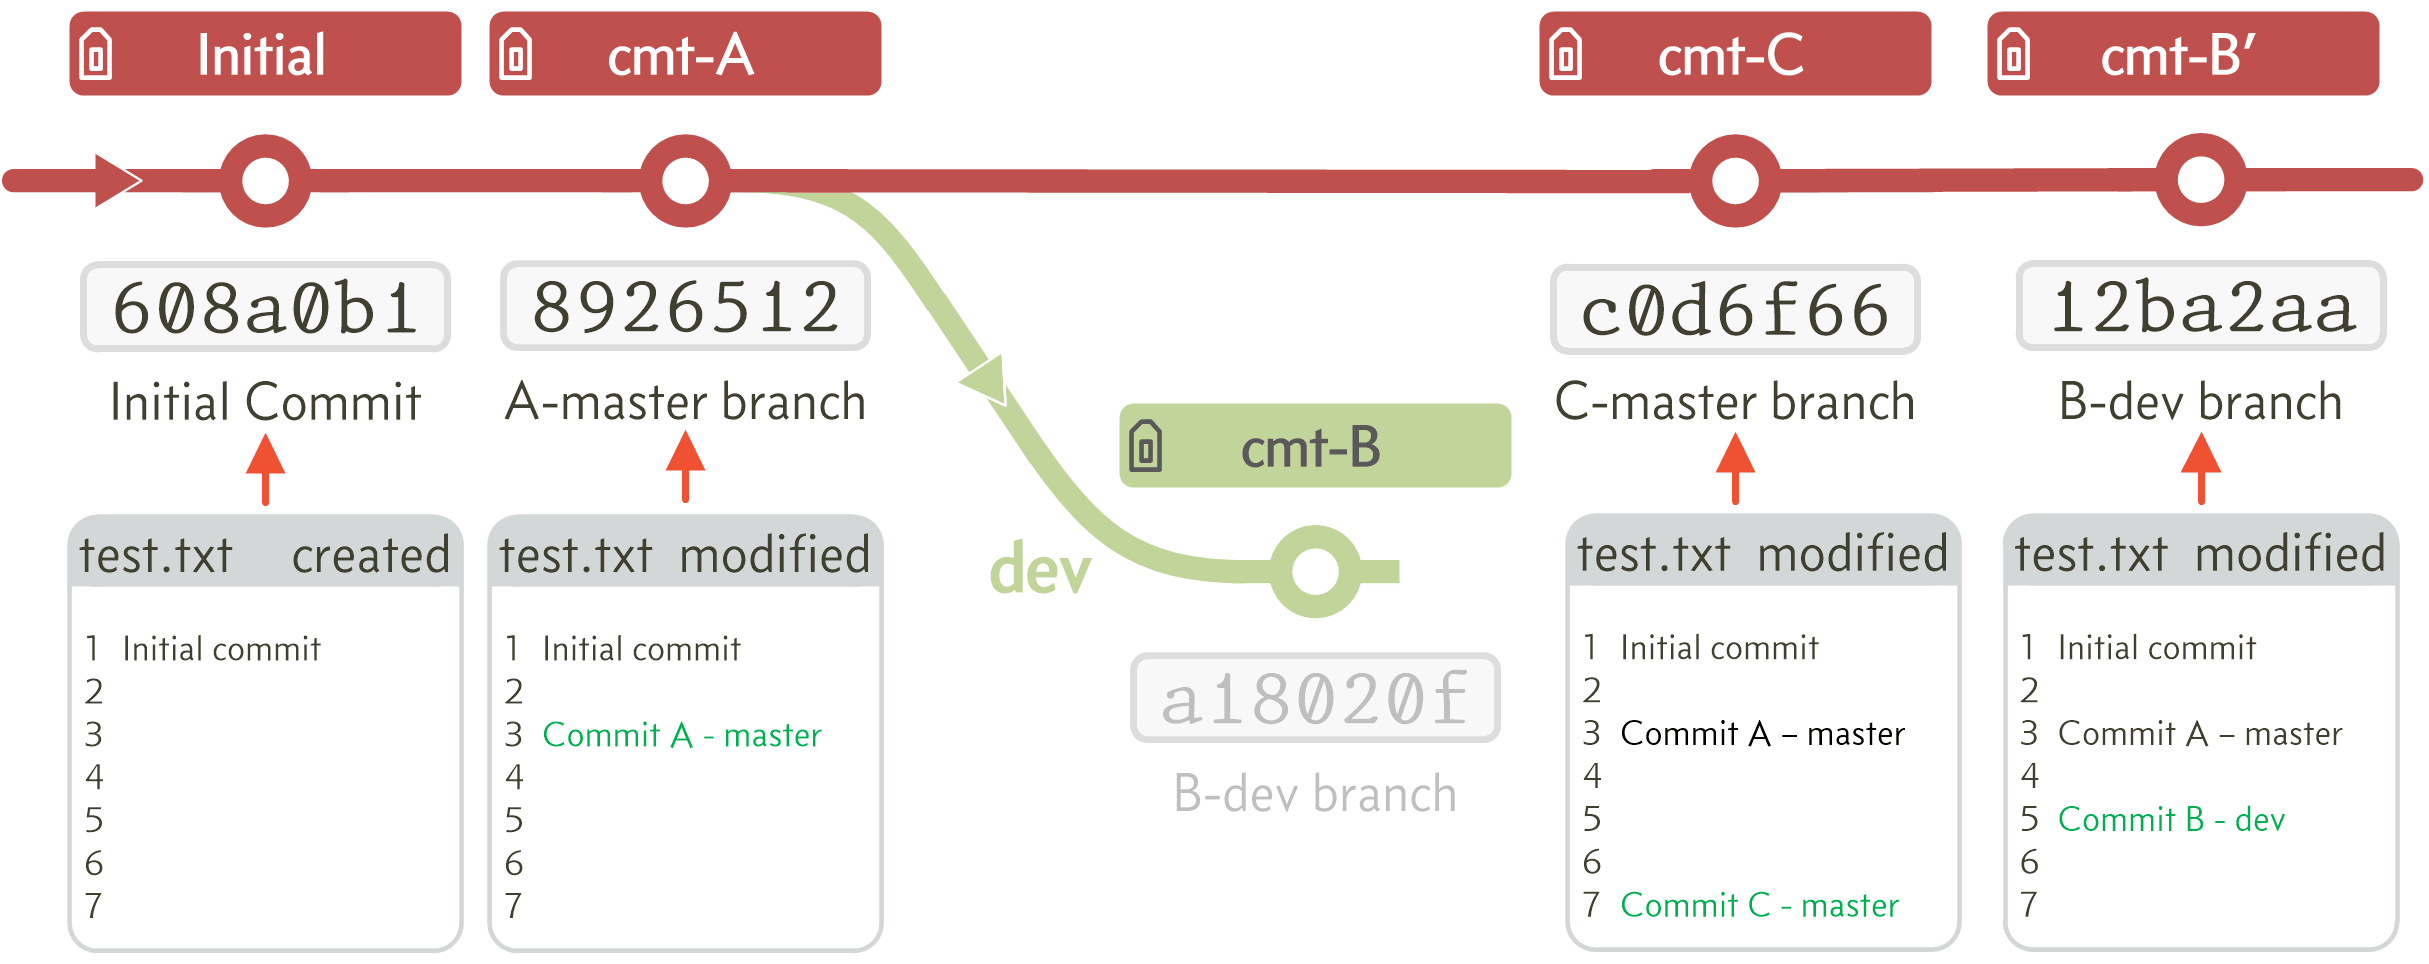 Initial
cmt-A
cmt-C
cmt-B’
608a0b1
8926512
c0d6f66
12ba2aa
Initial Commit
A-master branch
C-master branch
B-dev branch
cmt-B
dev
a18020f
B-dev branch
test.txt created
1 Initial commit
2
3
4
5
6
7
test.txt modified
1 Initial commit
2
3 Commit A - master
4
5
6
7
test.txt modified
1 Initial commit
2
3 Commit A – master
4
5
6
7 Commit C - master
test.txt modified
1 Initial commit
2
3 Commit A – master
4
5 Commit B - dev
6
7